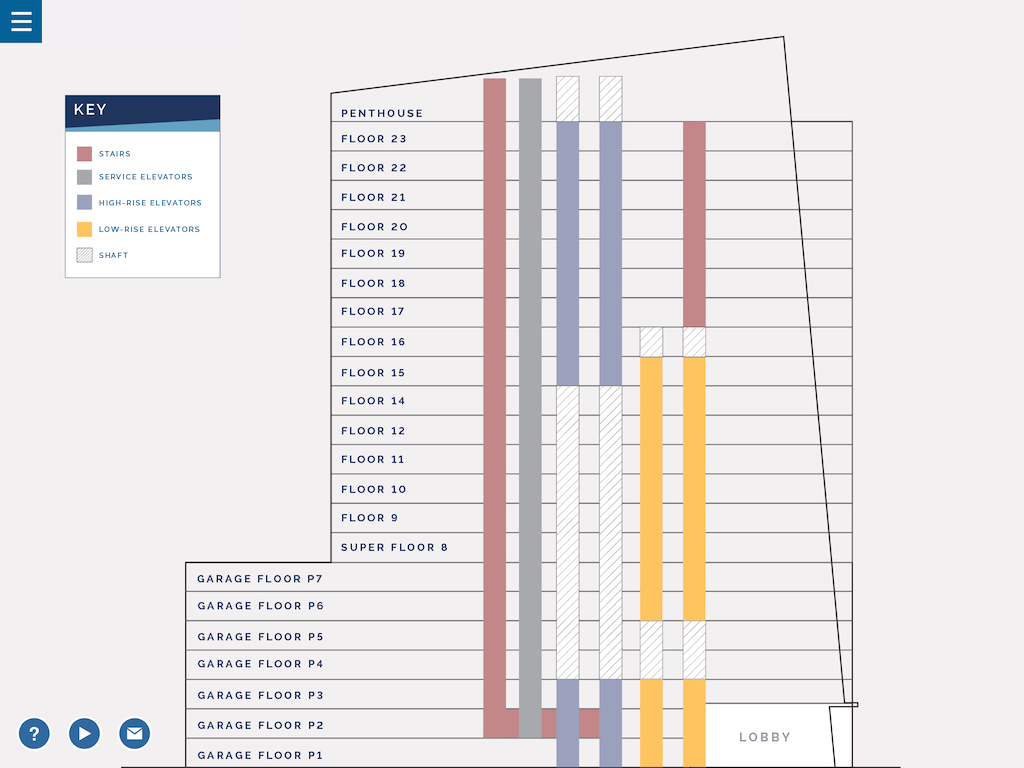 KEY
STAIRS
SERVICE ELEVATORS
HIGH-RISE ELEVATORS
LOW-RISE ELEVATORS
SHAFT
PENTHOUSE
FLOOR 23
FLOOR 22
FLOOR 21
FLOOR 20
FLOOR 19
FLOOR 18
FLOOR 17
FLOOR 16
FLOOR 15
FLOOR 14
FLOOR 12
FLOOR 11
FLOOR 10
FLOOR 9
SUPER FLOOR 8
GARAGE FLOOR P7
GARAGE FLOOR P6
GARAGE FLOOR P5
GARAGE FLOOR P4
GARAGE FLOOR P3
GARAGE FLOOR P2
GARAGE FLOOR P1
LOBBY
?